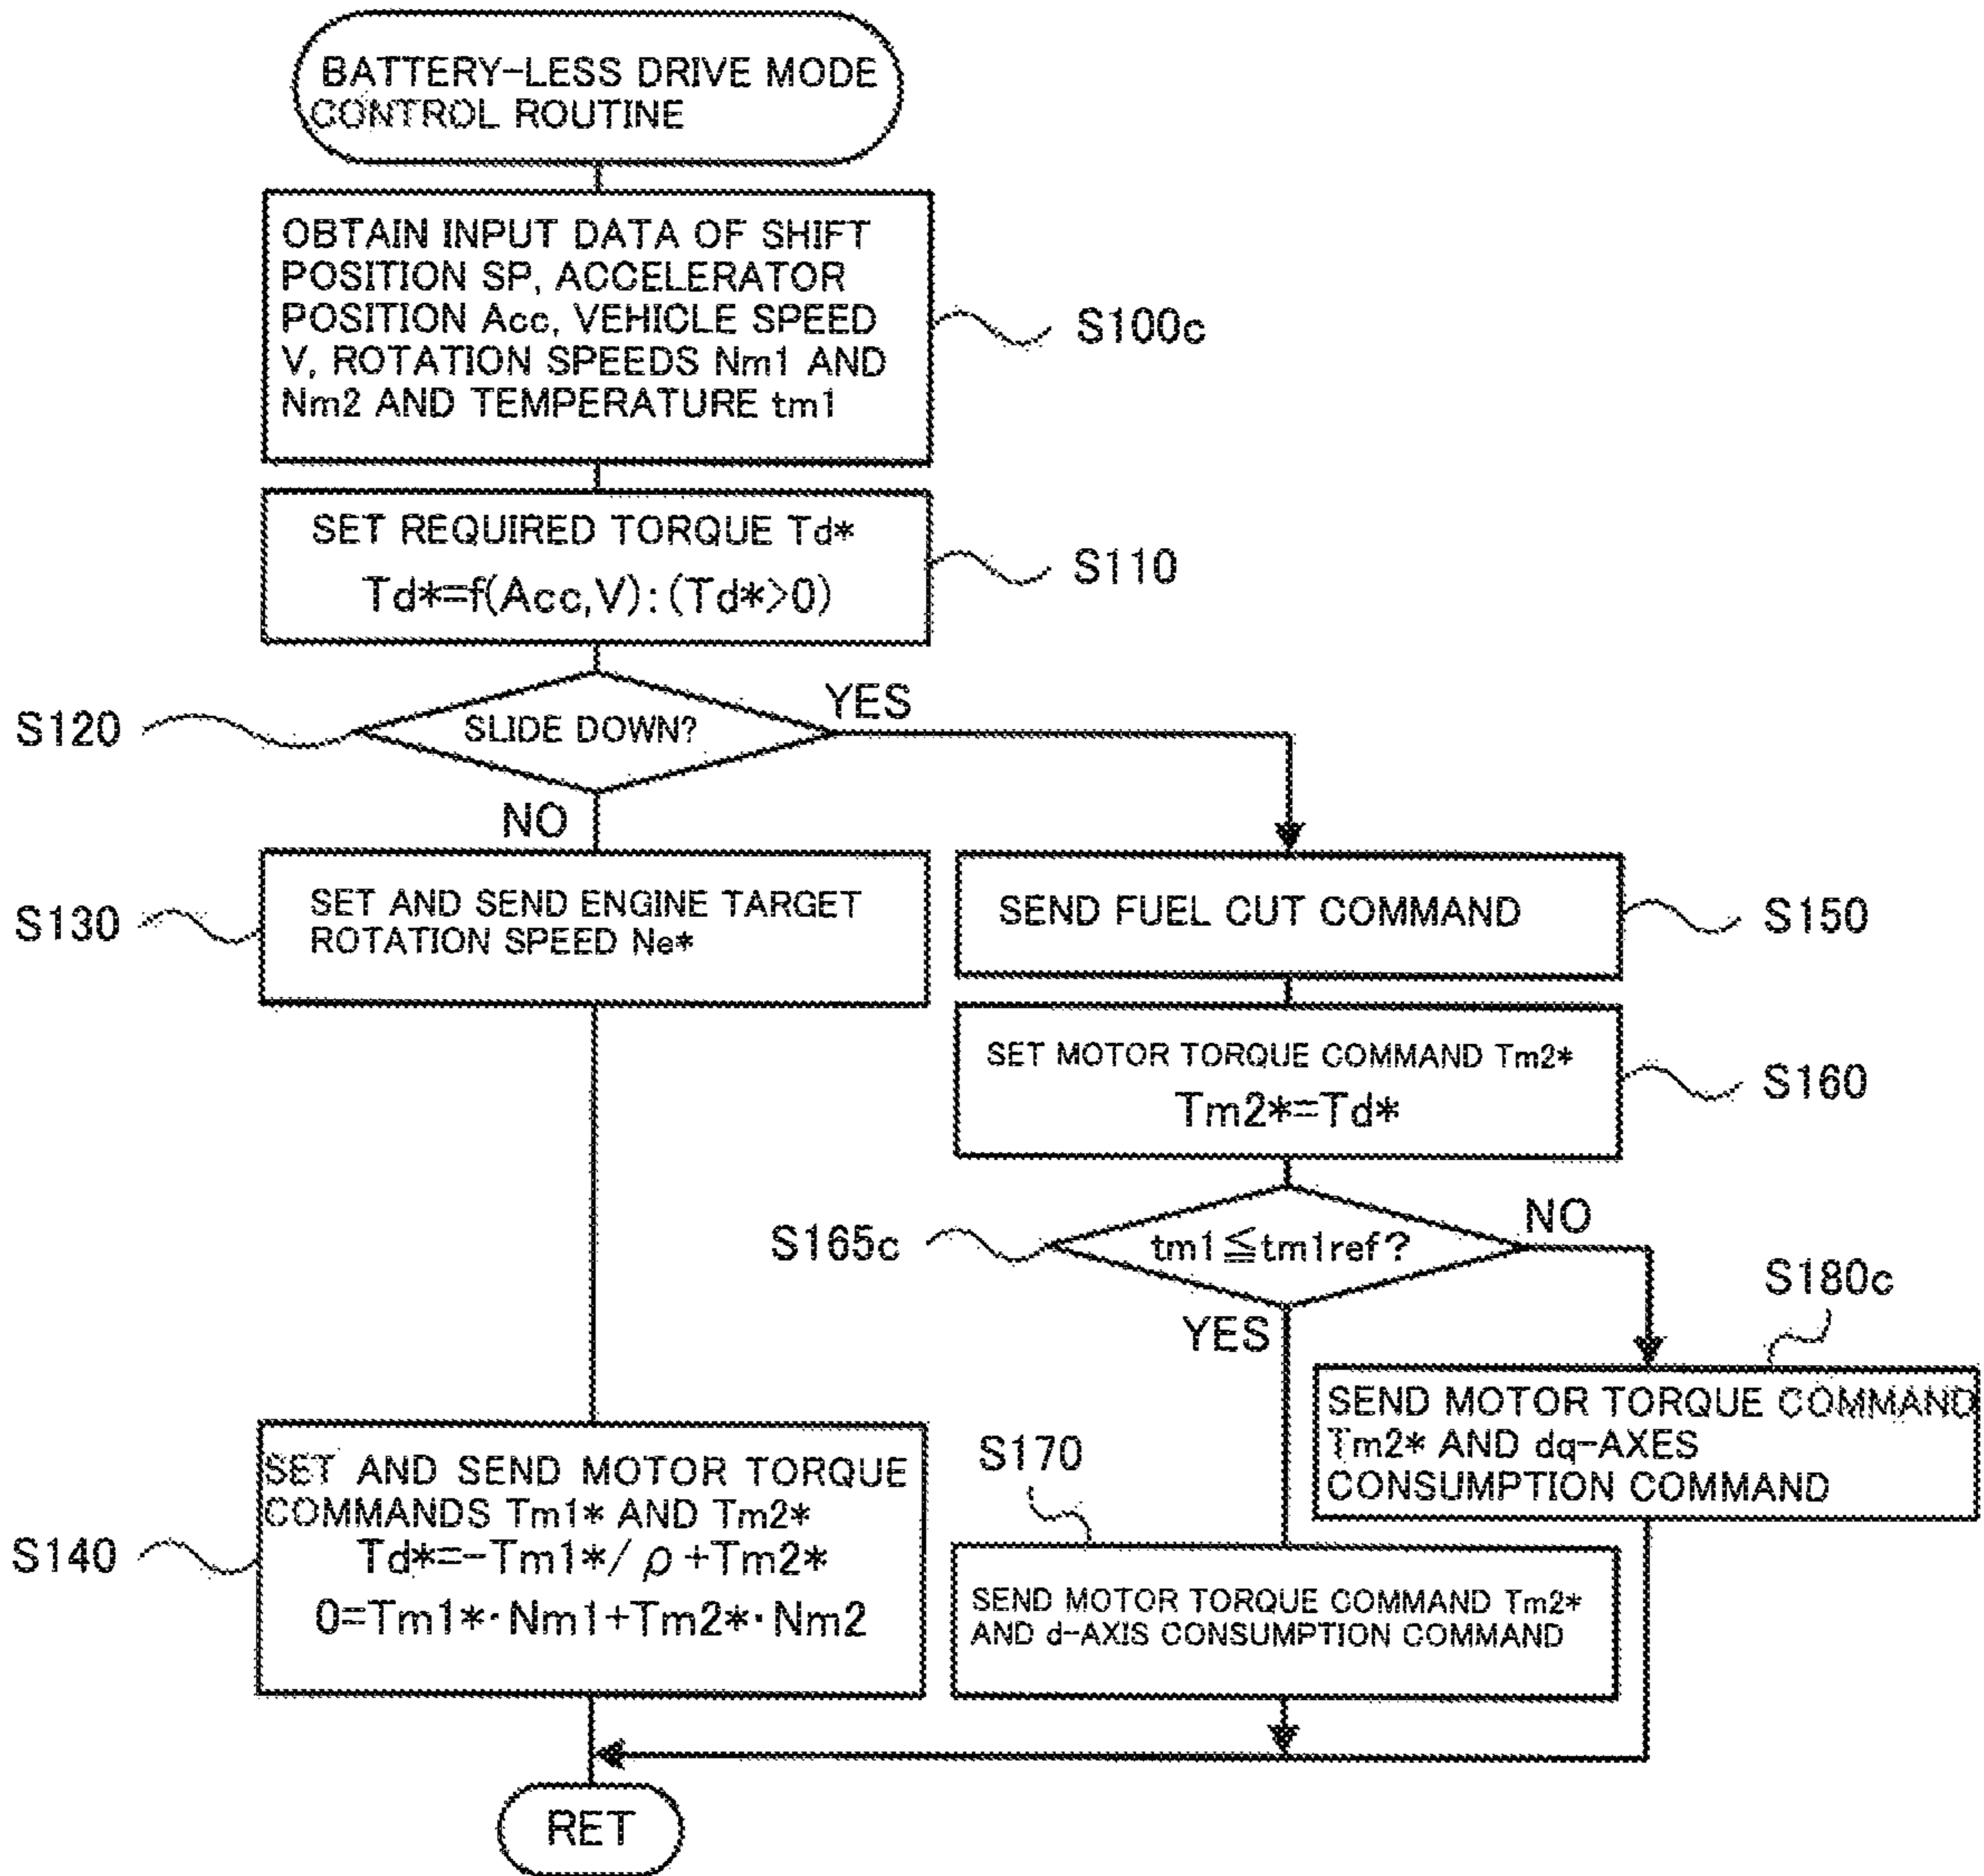 BATTERY-LESS DRIVE MODE
CONTROL ROUTINE
OBTAIN INPUT DATA OF SHIFT
POSITION SP, ACCELERATOR
POSITION Acc, VEHICLE SPEED
V, ROTATION SPEEDS Nm1 AND
Nm2 AND TEMPERATURE tm1
S100c
SET REQUIRED TORQUE Td*
Td*=f(Acc,V):(Td*>0)
S110
S120
SLIDE DOWN?
YES
NO
S130
SET AND SEND ENGINE TARGET
ROTATION SPEED Ne*
SEND FUEL CUT COMMAND
S150
SET MOTOR TORQUE COMMAND Tm2*
Tm2*=Td*
S160
S165c
tm1≦tm1ref?
NO
YES
S180c
SEND MOTOR TORQUE COMMAND
Tm2* AND dq-AXES
CONSUMPTION COMMAND
S140
SET AND SEND MOTOR TORQUE
COMMANDS Tm1* AND Tm2*
Td*=-Tm1*/ρ+Tm2*
0=Tm1*·Nm1+Tm2*·Nm2
S170
SEND MOTOR TORQUE COMMAND Tm2*
AND d-AXIS CONSUMPTION COMMAND
RET